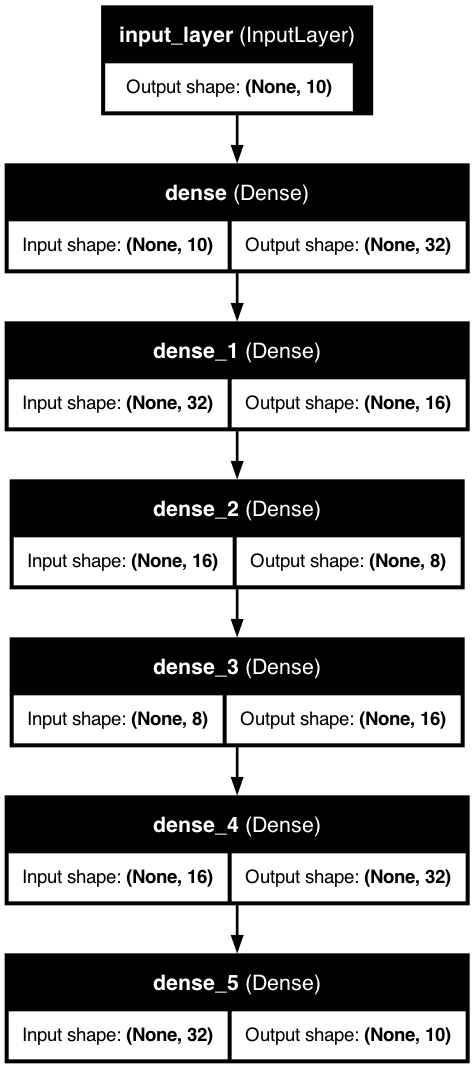 input_layer (InputLayer)
Output shape: (None, 10)
dense (Dense)
Input shape: (None, 10) Output shape: (None, 32)
dense_1 (Dense)
Input shape: (None, 32) Output shape: (None, 16)
dense_2 (Dense)
Input shape: (None, 16) Output shape: (None, 8)
dense_3 (Dense)
Input shape: (None, 8) Output shape: (None, 16)
dense_4 (Dense)
Input shape: (None, 16) Output shape: (None, 32)
dense_5 (Dense)
Input shape: (None, 32) Output shape: (None, 10)